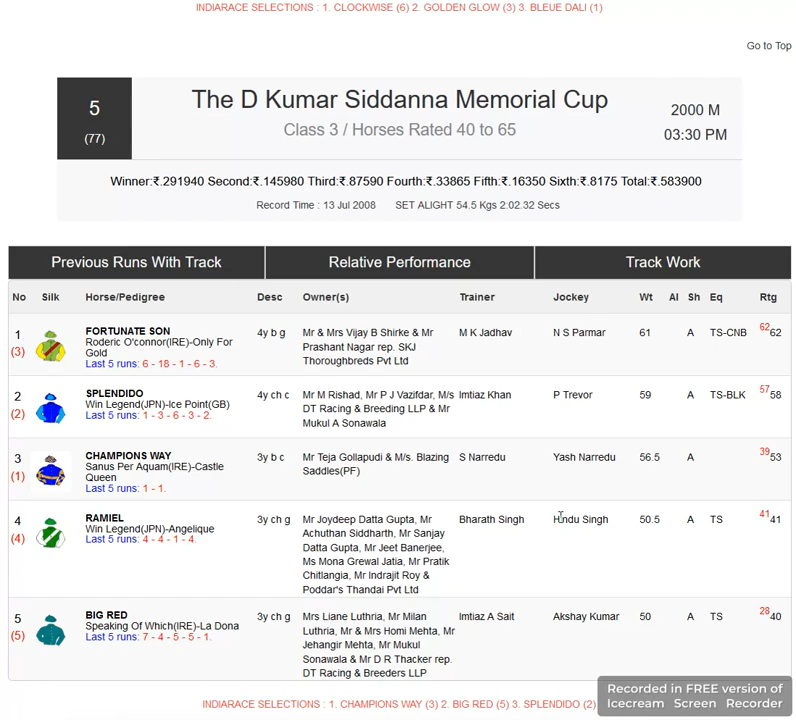 INDIARACE SELECTIONS : 1. CLOCKWISE (6) 2. GOLDEN GLOW (3) 3. BLEUE DALI (1)
Go to Top
5
(77)
The D Kumar Siddanna Memorial Cup
Class 3 / Horses Rated 40 to 65
2000 M
03:30 PM
Winner:₹.291940 Second:₹.145980 Third:₹.87590 Fourth:₹.33865 Fifth:₹.16350 Sixth:₹.8175 Total:₹.583900
Record Time : 13 Jul 2008 SET ALIGHT 54.5 Kgs 2:02.32 Secs
Previous Runs With Track Relative Performance Track Work
No Silk Horse/Pedigree Desc Owner(s) Trainer Jockey Wt Al Sh Eq Rtg
1
(3)
FORTUNATE SON
Roderic O'connor(IRE)-Only For
Gold
Last 5 runs: 6 - 18 - 1 - 6 - 3.
4y b g
Mr & Mrs Vijay B Shirke & Mr
Prashant Nagar rep. SKJ
Thoroughbreds Pvt Ltd
M K Jadhav
N S Parmar
61
A
TS-CNB
62 62
2
(2)
SPLENDIDO
Win Legend(JPN)-Ice Point(GB)
Last 5 runs: 1 - 3 - 6 - 3 - 2.
4y ch c
Mr M Rishad, Mr P J Vazifdar, M/s
DT Racing & Breeding LLP & Mr
Mukul A Sonawala
Imtiaz Khan
P Trevor
59
A
TS-BLK
57 58
3
(1)
CHAMPIONS WAY
Sanus Per Aquam(IRE)-Castle
Queen
Last 5 runs: 1 - 1.
3y b c
Mr Teja Gollapudi & M/s. Blazing
Saddles(PF)
S Narredu
Yash Narredu
56.5
A
39 53
4
(4)
RAMIEL
Win Legend(JPN)-Angelique
Last 5 runs: 4 - 4 - 1 - 4.
3y ch g
Mr Joydeep Datta Gupta, Mr
Achuthan Siddharth, Mr Sanjay
Datta Gupta, Mr Jeet Banerjee,
Ms Mona Grewal Jatia, Mr Pratik
Chitlangia, Mr Indrajit Roy &
Poddar's Thandai Pvt Ltd
Bharath Singh
Hindu Singh
50.5
A
TS
41 41
5
(5)
BIG RED
Speaking Of Which(IRE)-La Dona
Last 5 runs: 7 - 4 - 5 - 5 - 1.
3y ch g
Mrs Liane Luthria, Mr Milan
Luthria, Mr & Mrs Homi Mehta, Mr
Jehangir Mehta, Mr Mukul
Sonawala & Mr D R Thacker rep.
DT Racing & Breeders LLP
Imtiaz A Sait
Akshay Kumar
50
A
TS
28 40
INDIARACE SELECTIONS : 1. CHAMPIONS WAY (3) 2. BIG RED (5) 3. SPLENDIDO (2)
Recorded in FREE version of
Icecream Screen Recorder